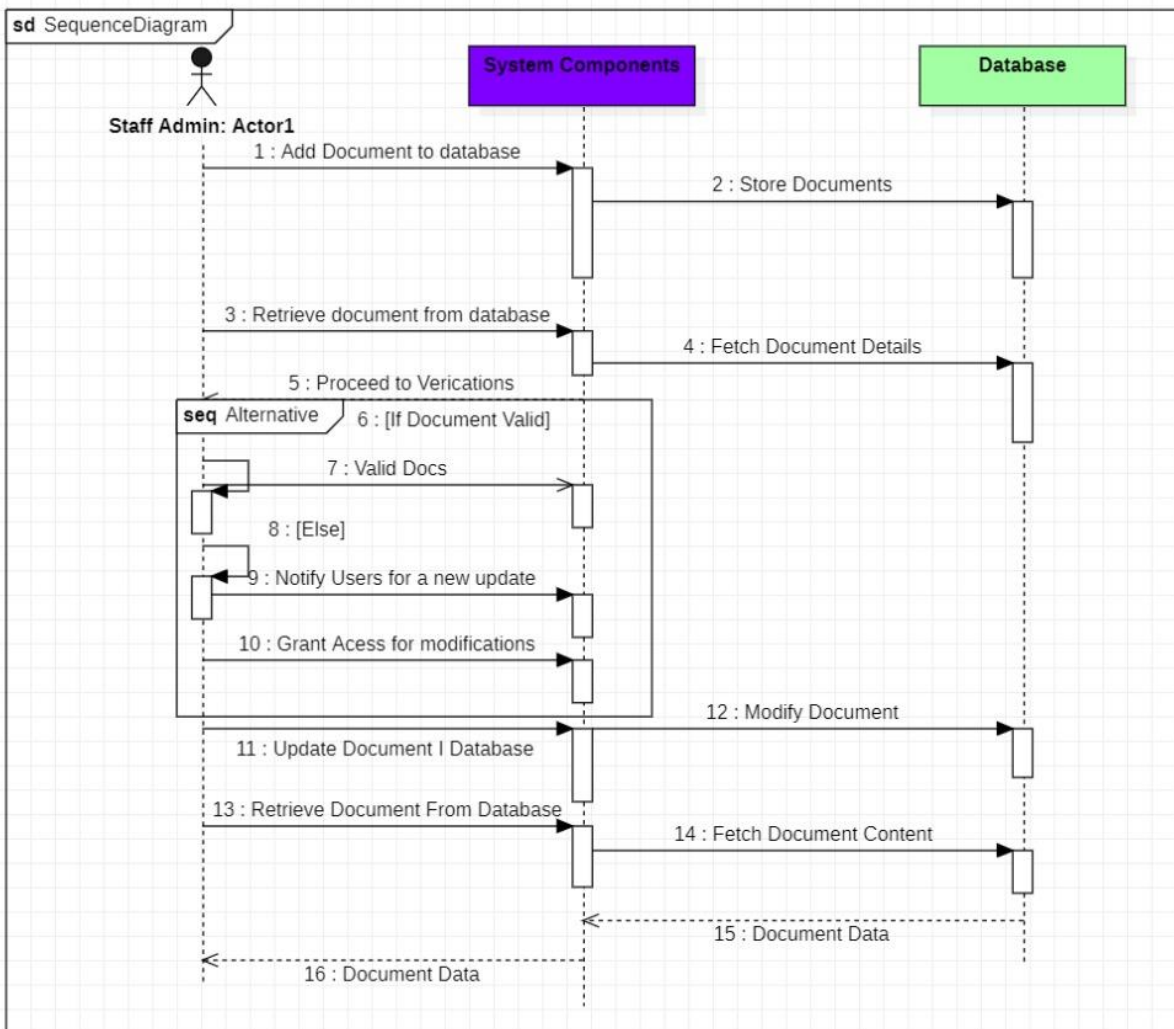 sd SequenceDiagram
System Components
Database
Staff Admin: Actor1
1 : Add Document to database
2 : Store Documents
3 : Retrieve document from database
4 : Fetch Document Details
5 : Proceed to Verications
seq Alternative
6 : [If Document Valid]
7 : Valid Docs
8 : [Else]
9 : Notify Users for a new update
10 : Grant Acess for modifications
12 : Modify Document
11 : Update Document I Database
13 : Retrieve Document From Database
14 : Fetch Document Content
15 : Document Data
16 : Document Data